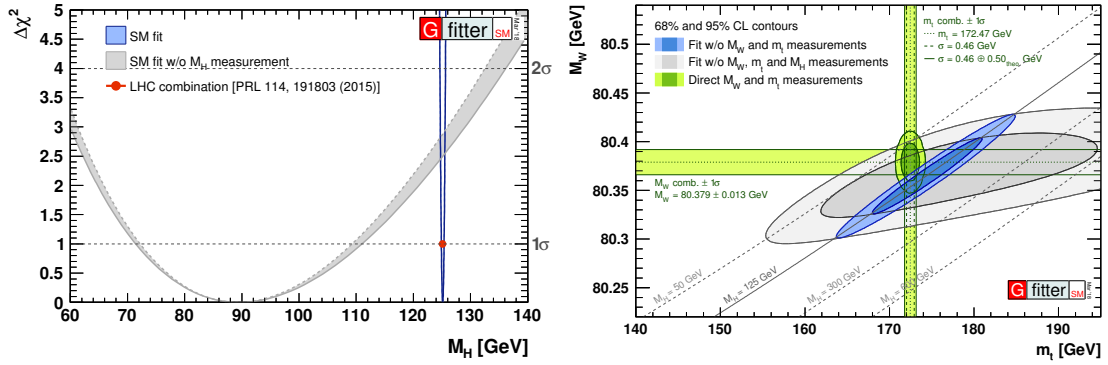 Δχ²
5
4.5
4
3.5
3
2.5
2
1.5
1
0.5
0
60 70 80 90 100 110 120 130 140
M_H [GeV]
SM fit
SM fit w/o M_H measurement
LHC combination [PRL 114, 191803 (2015)]
G fitter SM
Mar '18
2σ
1σ
M_W [GeV]
80.5
80.45
80.4
80.35
80.3
80.25
140 150 160 170 180 190
m_t [GeV]
68% and 95% CL contours
Fit w/o M_W and m_t measurements
Fit w/o M_W, m_t and M_H measurements
Direct M_W and m_t measurements
m_t comb. ± 1σ
m_t = 172.47 GeV
σ = 0.46 GeV
σ = 0.46 ⊕ 0.50_theo. GeV
M_W comb. ± 1σ
M_W = 80.379 ± 0.013 GeV
M_H = 50 GeV
M_H = 125 GeV
M_H = 300 GeV
G fitter SM
Mar '18